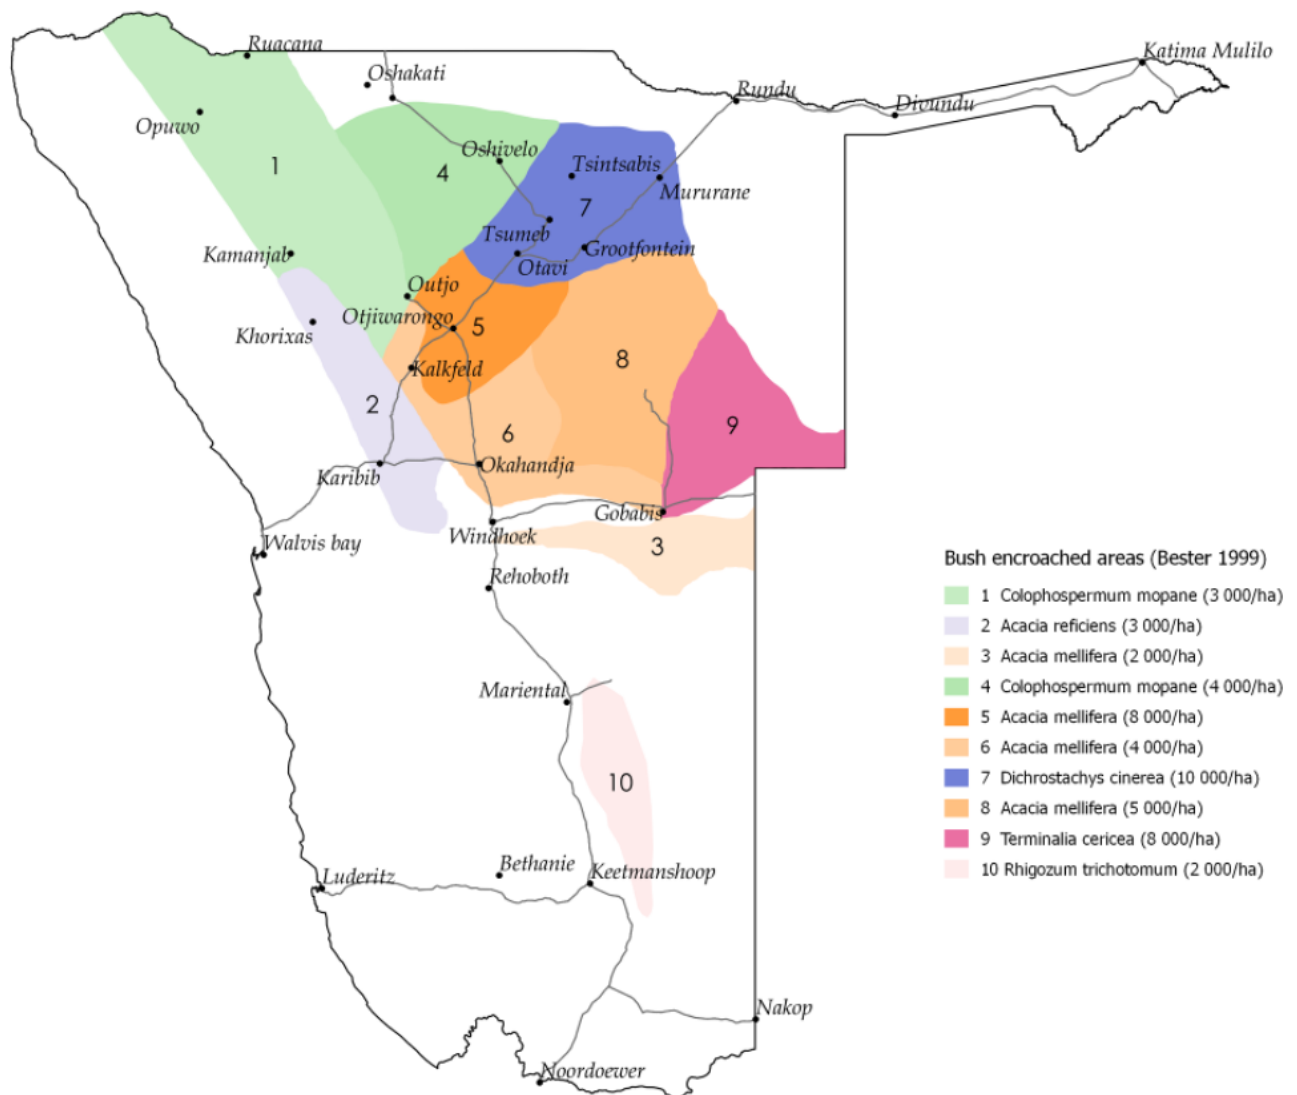 Ruacana
Katima Mulilo
Oshakati
Rundu
Divundu
Opuwo
Oshivelo
1
4
Tsintsabis
Mururane
7
Tsumeb
Grootfontein
Kamanjab
Otavi
Outjo
Otjiwarongo
5
Khorixas
8
Kalkfeld
2
9
6
Karibib
Okahandja
Gobabis
Windhoek
Walvis bay
3
Rehoboth
Mariental
10
Bethanie
Keetmanshoop
Luderitz
Nakop
Noordoewer
Bush encroached areas (Bester 1999)
1 Colophospermum mopane (3 000/ha)
2 Acacia reficiens (3 000/ha)
3 Acacia mellifera (2 000/ha)
4 Colophospermum mopane (4 000/ha)
5 Acacia mellifera (8 000/ha)
6 Acacia mellifera (4 000/ha)
7 Dichrostachys cinerea (10 000/ha)
8 Acacia mellifera (5 000/ha)
9 Terminalia cericea (8 000/ha)
10 Rhigozum trichotomum (2 000/ha)